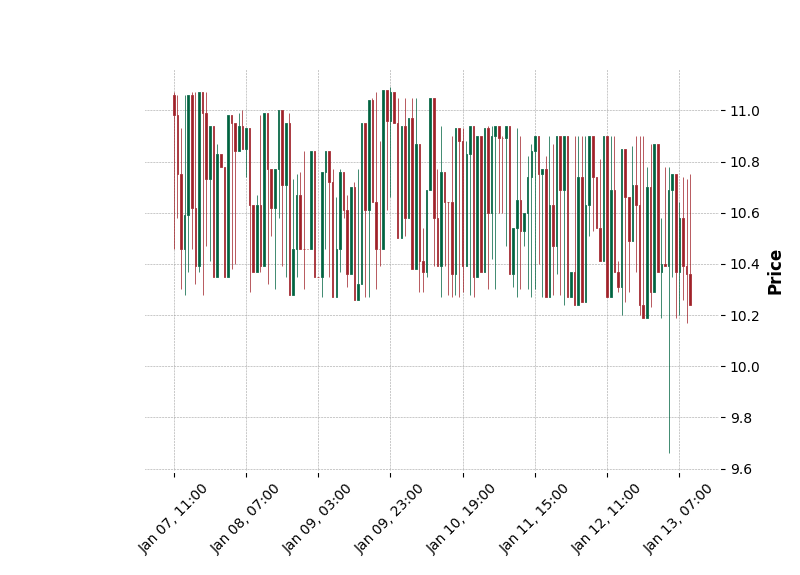 11.0
10.8
10.6
10.4
10.2
10.0
9.8
9.6
Price
Jan 07, 11:00
Jan 08, 07:00
Jan 09, 03:00
Jan 09, 23:00
Jan 10, 19:00
Jan 11, 15:00
Jan 12, 11:00
Jan 13, 07:00